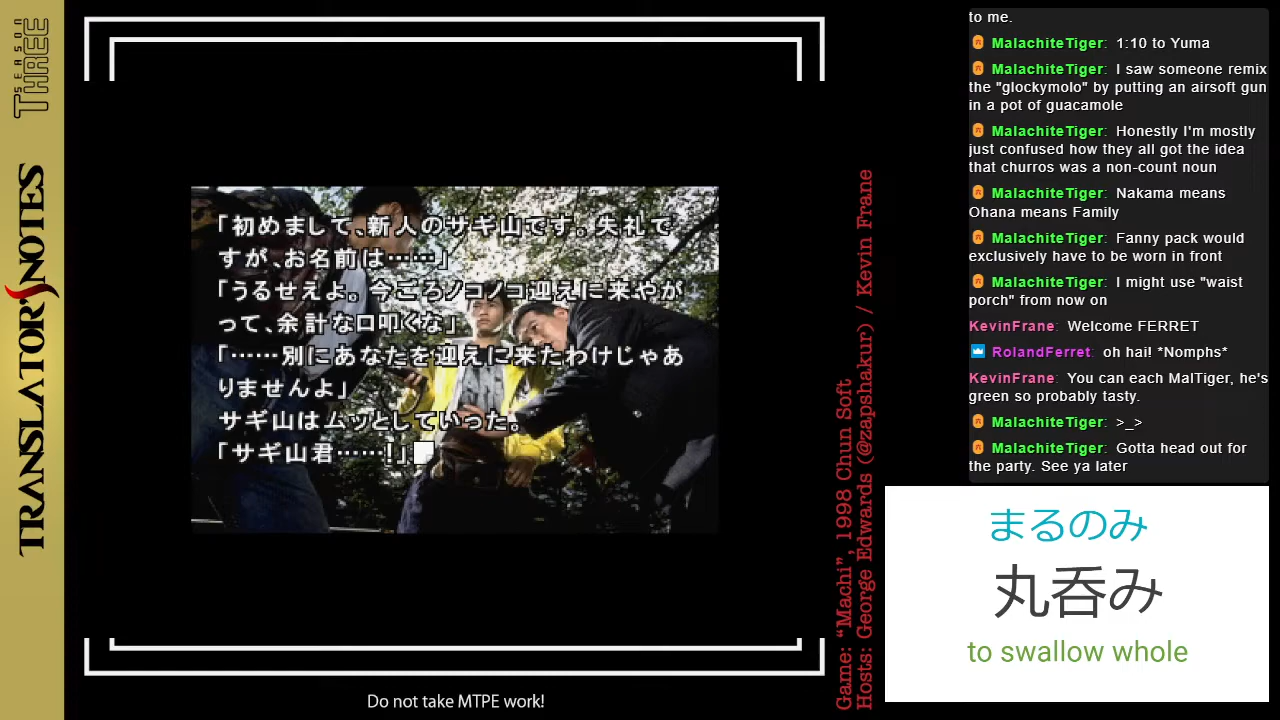 SEASON
THREE
TRANSLATOR'S NOTES
「初めまして、新人のサギ山です。失礼で
すが、お名前は……」
「うるせえよ。今ごろノコノコ迎えに来やが
って、余計な口叩くな」
「……別にあなたを迎えに来たわけじゃあ
りませんよ」
サギ山はムッとしていった。
「サギ山君……!」
Do not take MTPE work!
Game: “Machi”, 1998 Chun Soft
Hosts: George Edwards (@zapshakur) / Kevin Frane
to me.
MalachiteTiger: 1:10 to Yuma
MalachiteTiger: I saw someone remix
the "glockymolo" by putting an airsoft gun
in a pot of guacamole
MalachiteTiger: Honestly I'm mostly
just confused how they all got the idea
that churros was a non-count noun
MalachiteTiger: Nakama means
Ohana means Family
MalachiteTiger: Fanny pack would
exclusively have to be worn in front
MalachiteTiger: I might use "waist
porch" from now on
KevinFrane: Welcome FERRET
RolandFerret: oh hai! *Nomphs*
KevinFrane: You can each MalTiger, he's
green so probably tasty.
MalachiteTiger: >_>
MalachiteTiger: Gotta head out for
the party. See ya later
まるのみ
丸呑み
to swallow whole